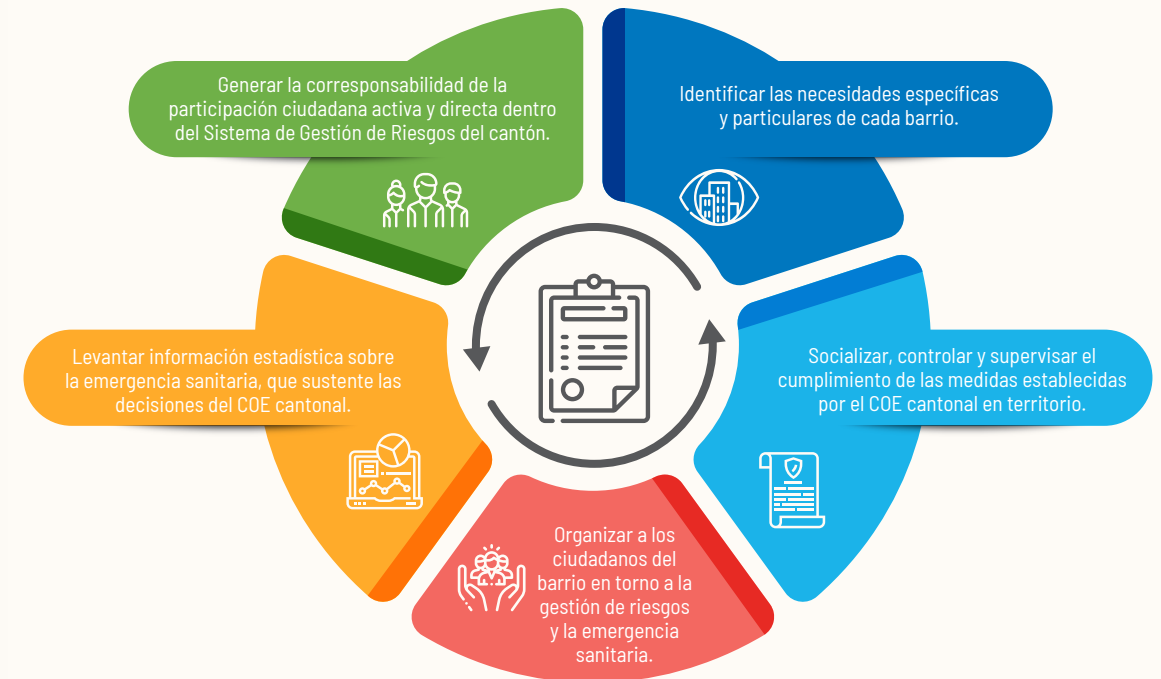 Generar la corresponsabilidad de la
participación ciudadana activa y directa dentro
del Sistema de Gestión de Riesgos del cantón.
Identificar las necesidades específicas
y particulares de cada barrio.
Levantar información estadística sobre
la emergencia sanitaria, que sustente las
decisiones del COE cantonal.
Socializar, controlar y supervisar el
cumplimiento de las medidas establecidas
por el COE cantonal en territorio.
Organizar a los
ciudadanos del
barrio en torno a la
gestión de riesgos
y la emergencia
sanitaria.